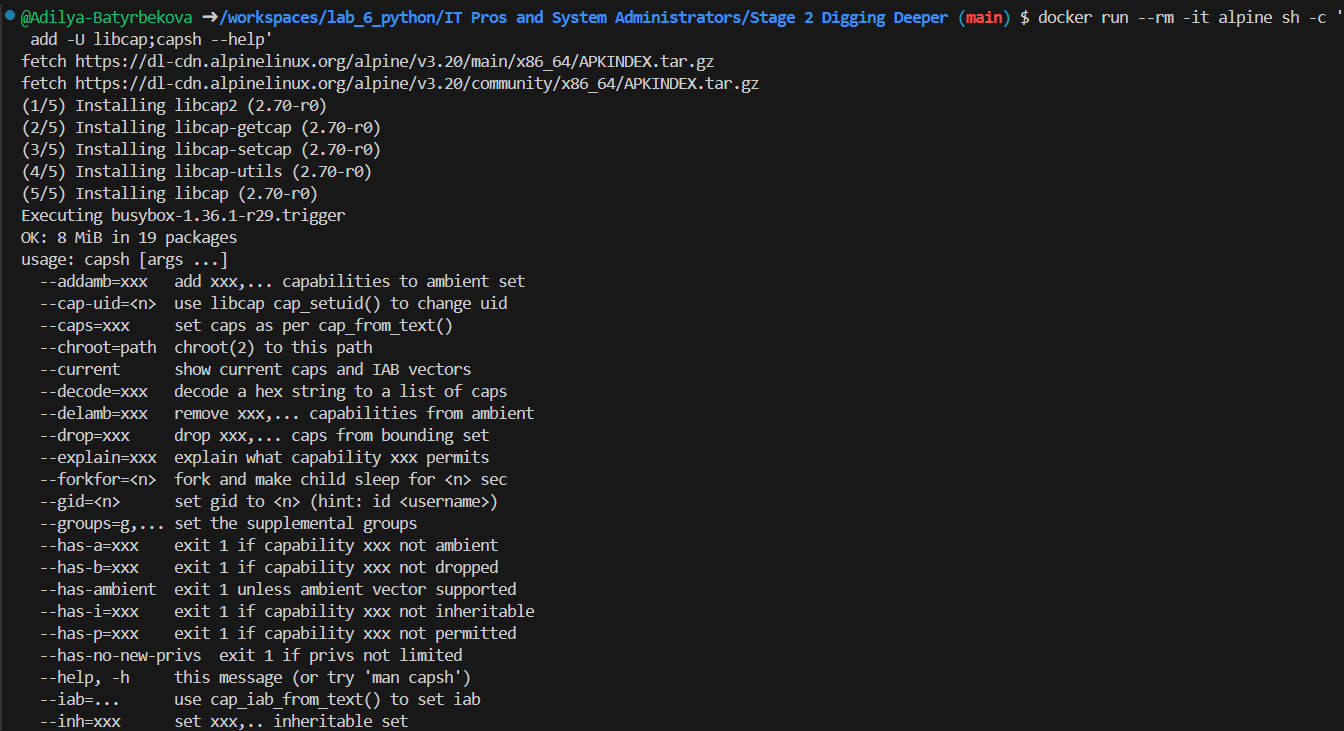 @Adilya-Batyrbekova ➜/workspaces/lab_6_python/IT Pros and System Administrators/Stage 2 Digging Deeper (main) $ docker run --rm -it alpine sh -c '
 add -U libcap;capsh --help'
fetch https://dl-cdn.alpinelinux.org/alpine/v3.20/main/x86_64/APKINDEX.tar.gz
fetch https://dl-cdn.alpinelinux.org/alpine/v3.20/community/x86_64/APKINDEX.tar.gz
(1/5) Installing libcap2 (2.70-r0)
(2/5) Installing libcap-getcap (2.70-r0)
(3/5) Installing libcap-setcap (2.70-r0)
(4/5) Installing libcap-utils (2.70-r0)
(5/5) Installing libcap (2.70-r0)
Executing busybox-1.36.1-r29.trigger
OK: 8 MiB in 19 packages
usage: capsh [args ...]
  --addamb=xxx   add xxx,... capabilities to ambient set
  --cap-uid=<n>  use libcap cap_setuid() to change uid
  --caps=xxx     set caps as per cap_from_text()
  --chroot=path  chroot(2) to this path
  --current      show current caps and IAB vectors
  --decode=xxx   decode a hex string to a list of caps
  --delamb=xxx   remove xxx,... capabilities from ambient
  --drop=xxx     drop xxx,... caps from bounding set
  --explain=xxx  explain what capability xxx permits
  --forkfor=<n>  fork and make child sleep for <n> sec
  --gid=<n>      set gid to <n> (hint: id <username>)
  --groups=g,... set the supplemental groups
  --has-a=xxx    exit 1 if capability xxx not ambient
  --has-b=xxx    exit 1 if capability xxx not dropped
  --has-ambient  exit 1 unless ambient vector supported
  --has-i=xxx    exit 1 if capability xxx not inheritable
  --has-p=xxx    exit 1 if capability xxx not permitted
  --has-no-new-privs  exit 1 if privs not limited
  --help, -h     this message (or try 'man capsh')
  --iab=...      use cap_iab_from_text() to set iab
  --inh=xxx      set xxx,.. inheritable set